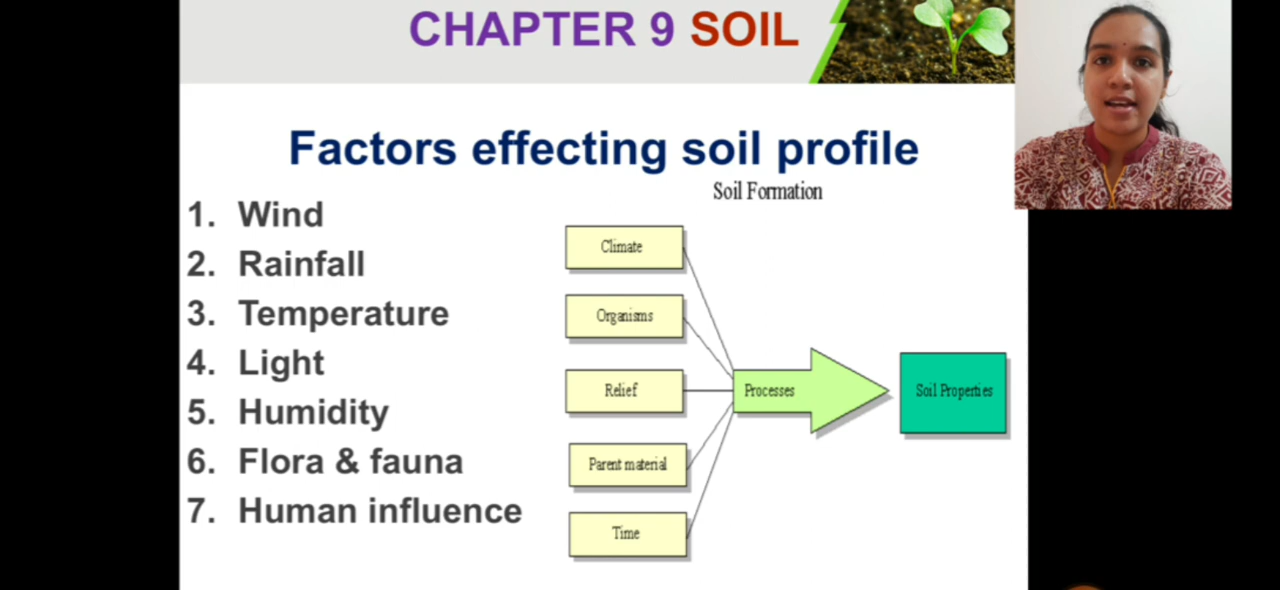 CHAPTER 9 SOIL
Factors effecting soil profile
Soil Formation
1. Wind
2. Rainfall
3. Temperature
4. Light
5. Humidity
6. Flora & fauna
7. Human influence
Climate
Organisms
Relief
Parent material
Time
Processes
Soil Properties